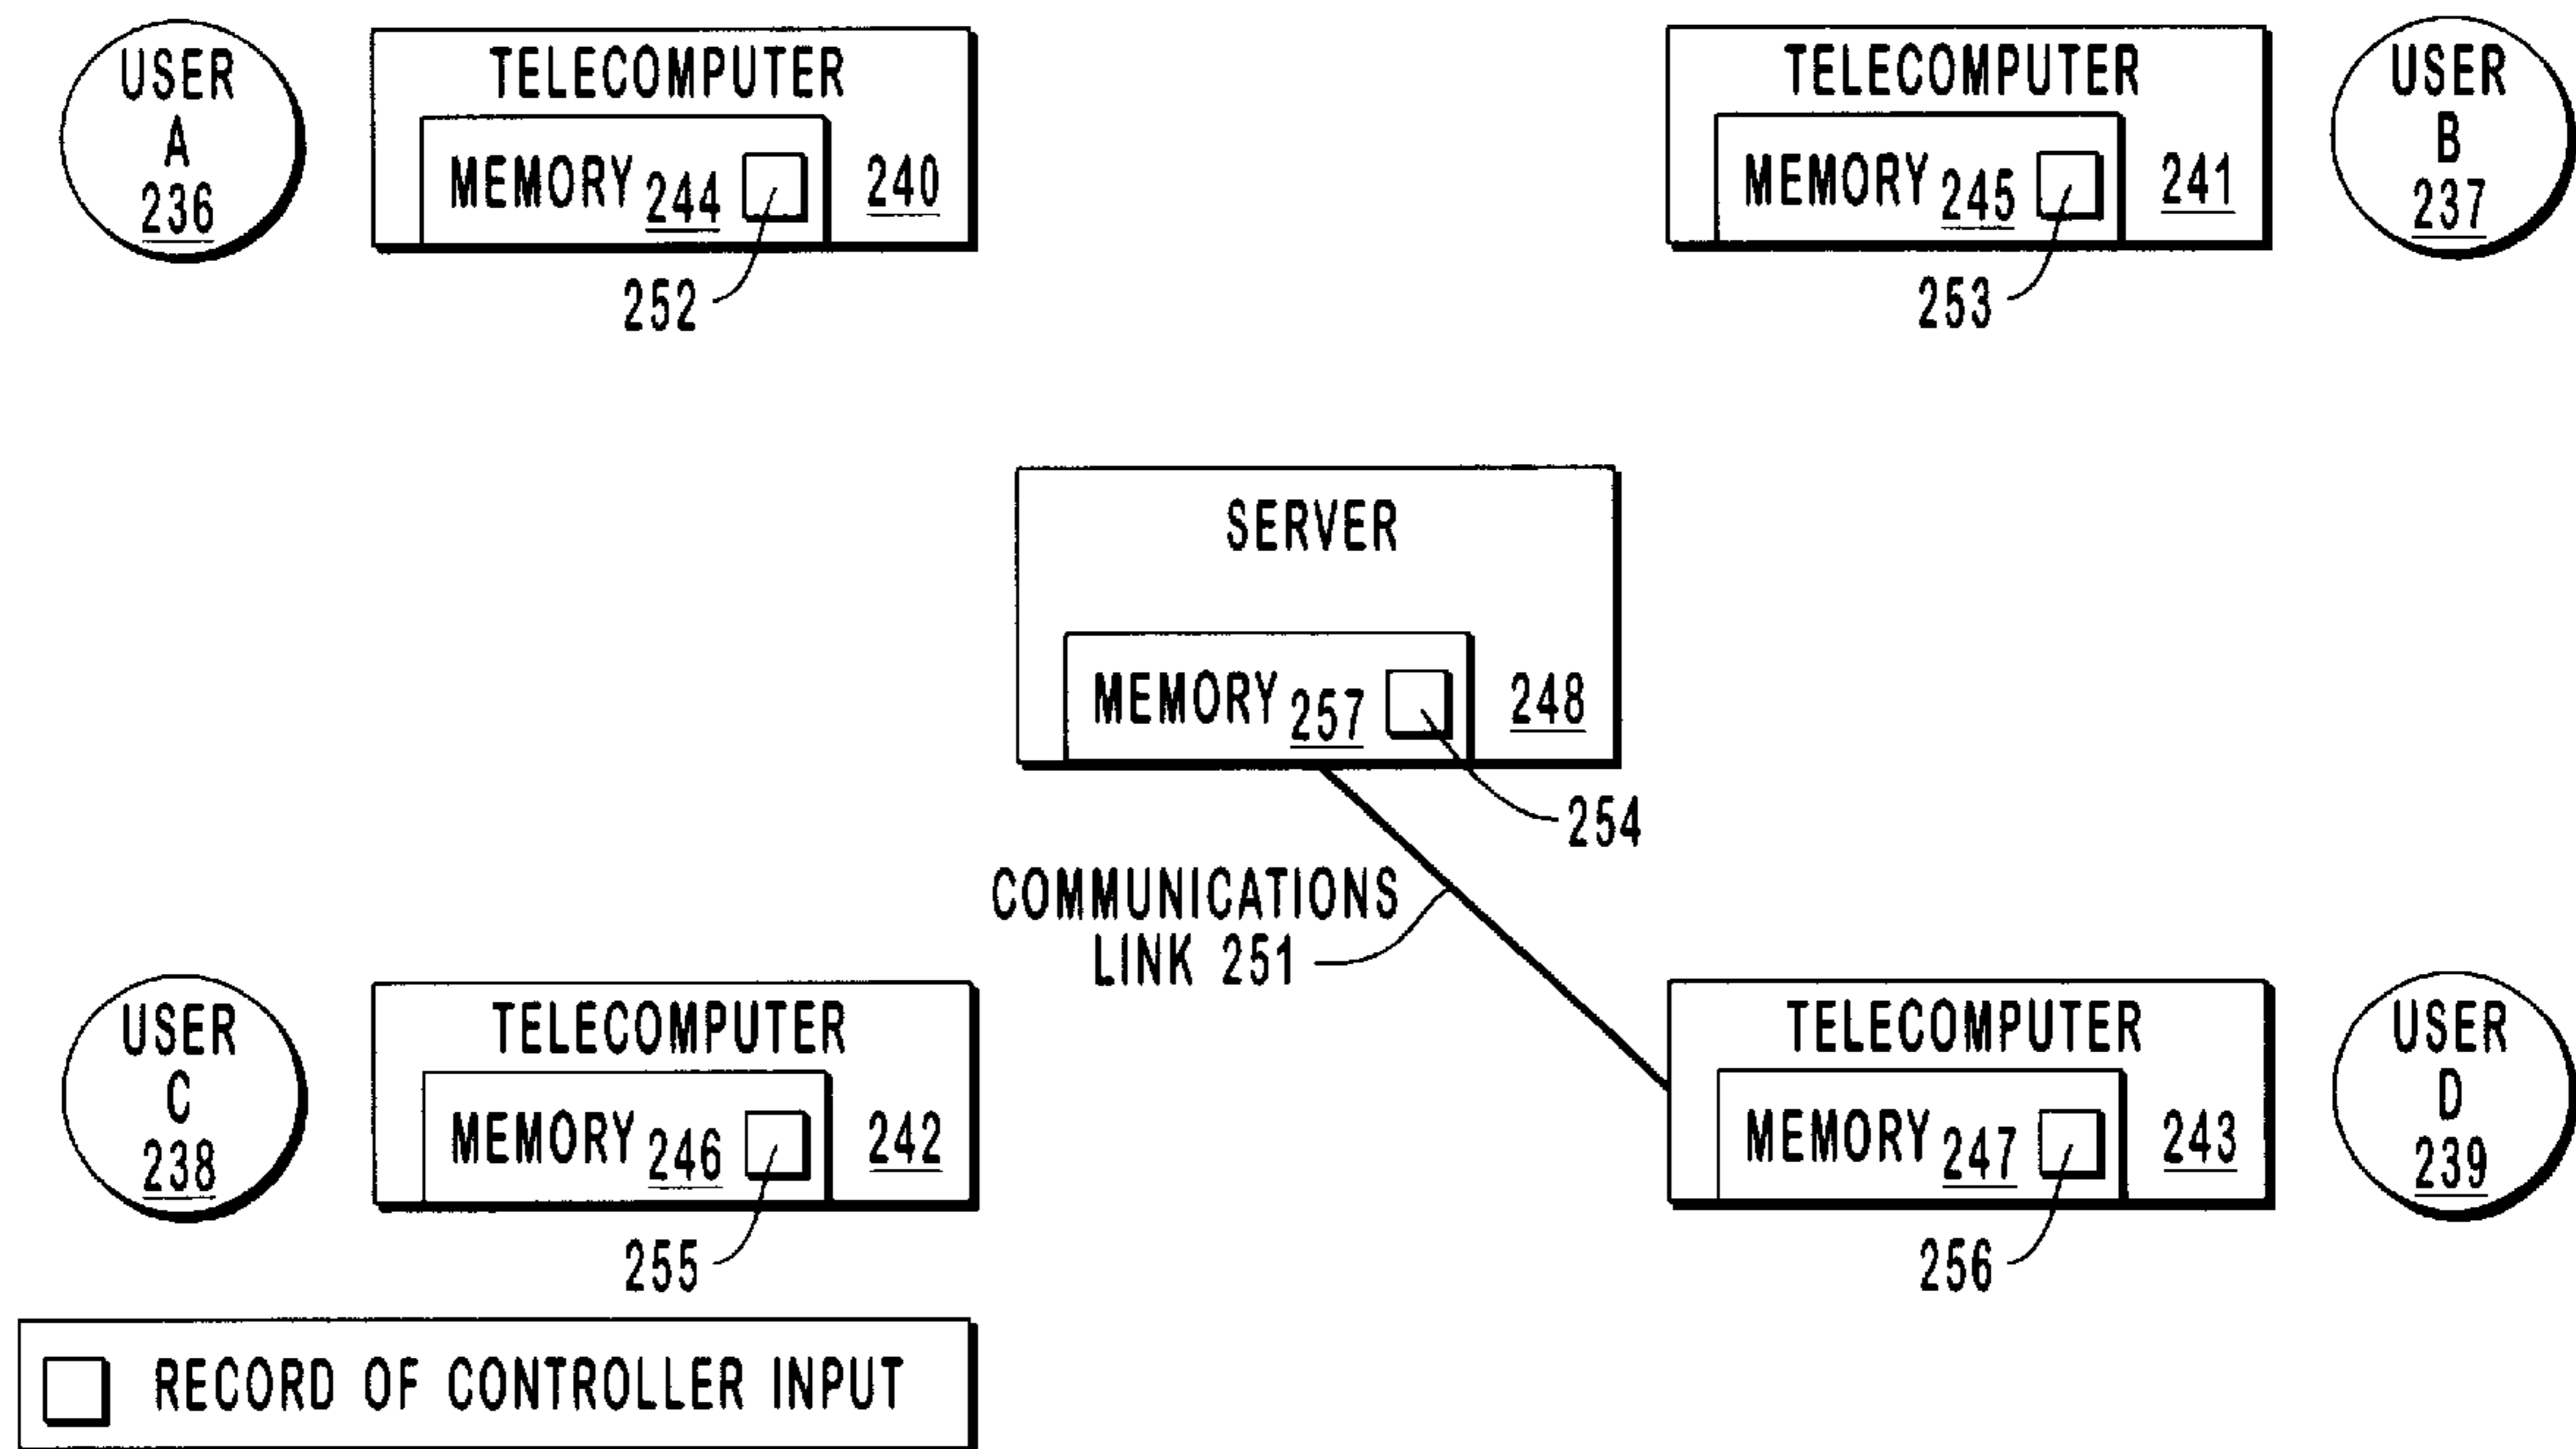 USER
A
236
TELECOMPUTER
MEMORY 244
240
252
TELECOMPUTER
MEMORY 245
241
253
USER
B
237
SERVER
MEMORY 257
248
254
COMMUNICATIONS
LINK 251
USER
C
238
TELECOMPUTER
MEMORY 246
242
255
TELECOMPUTER
MEMORY 247
243
256
USER
D
239
RECORD OF CONTROLLER INPUT